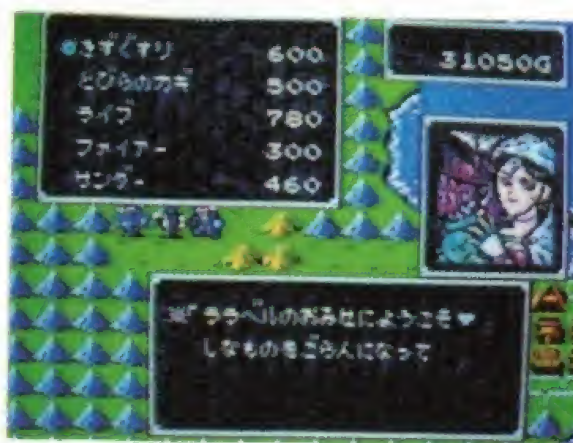 きずぐすり 600
とびらのカギ 500
ライブ 780
ファイアー 300
サンダー 460
31050G
※゛ララベルのおみせにようこそ♥
しなものをごらんになって